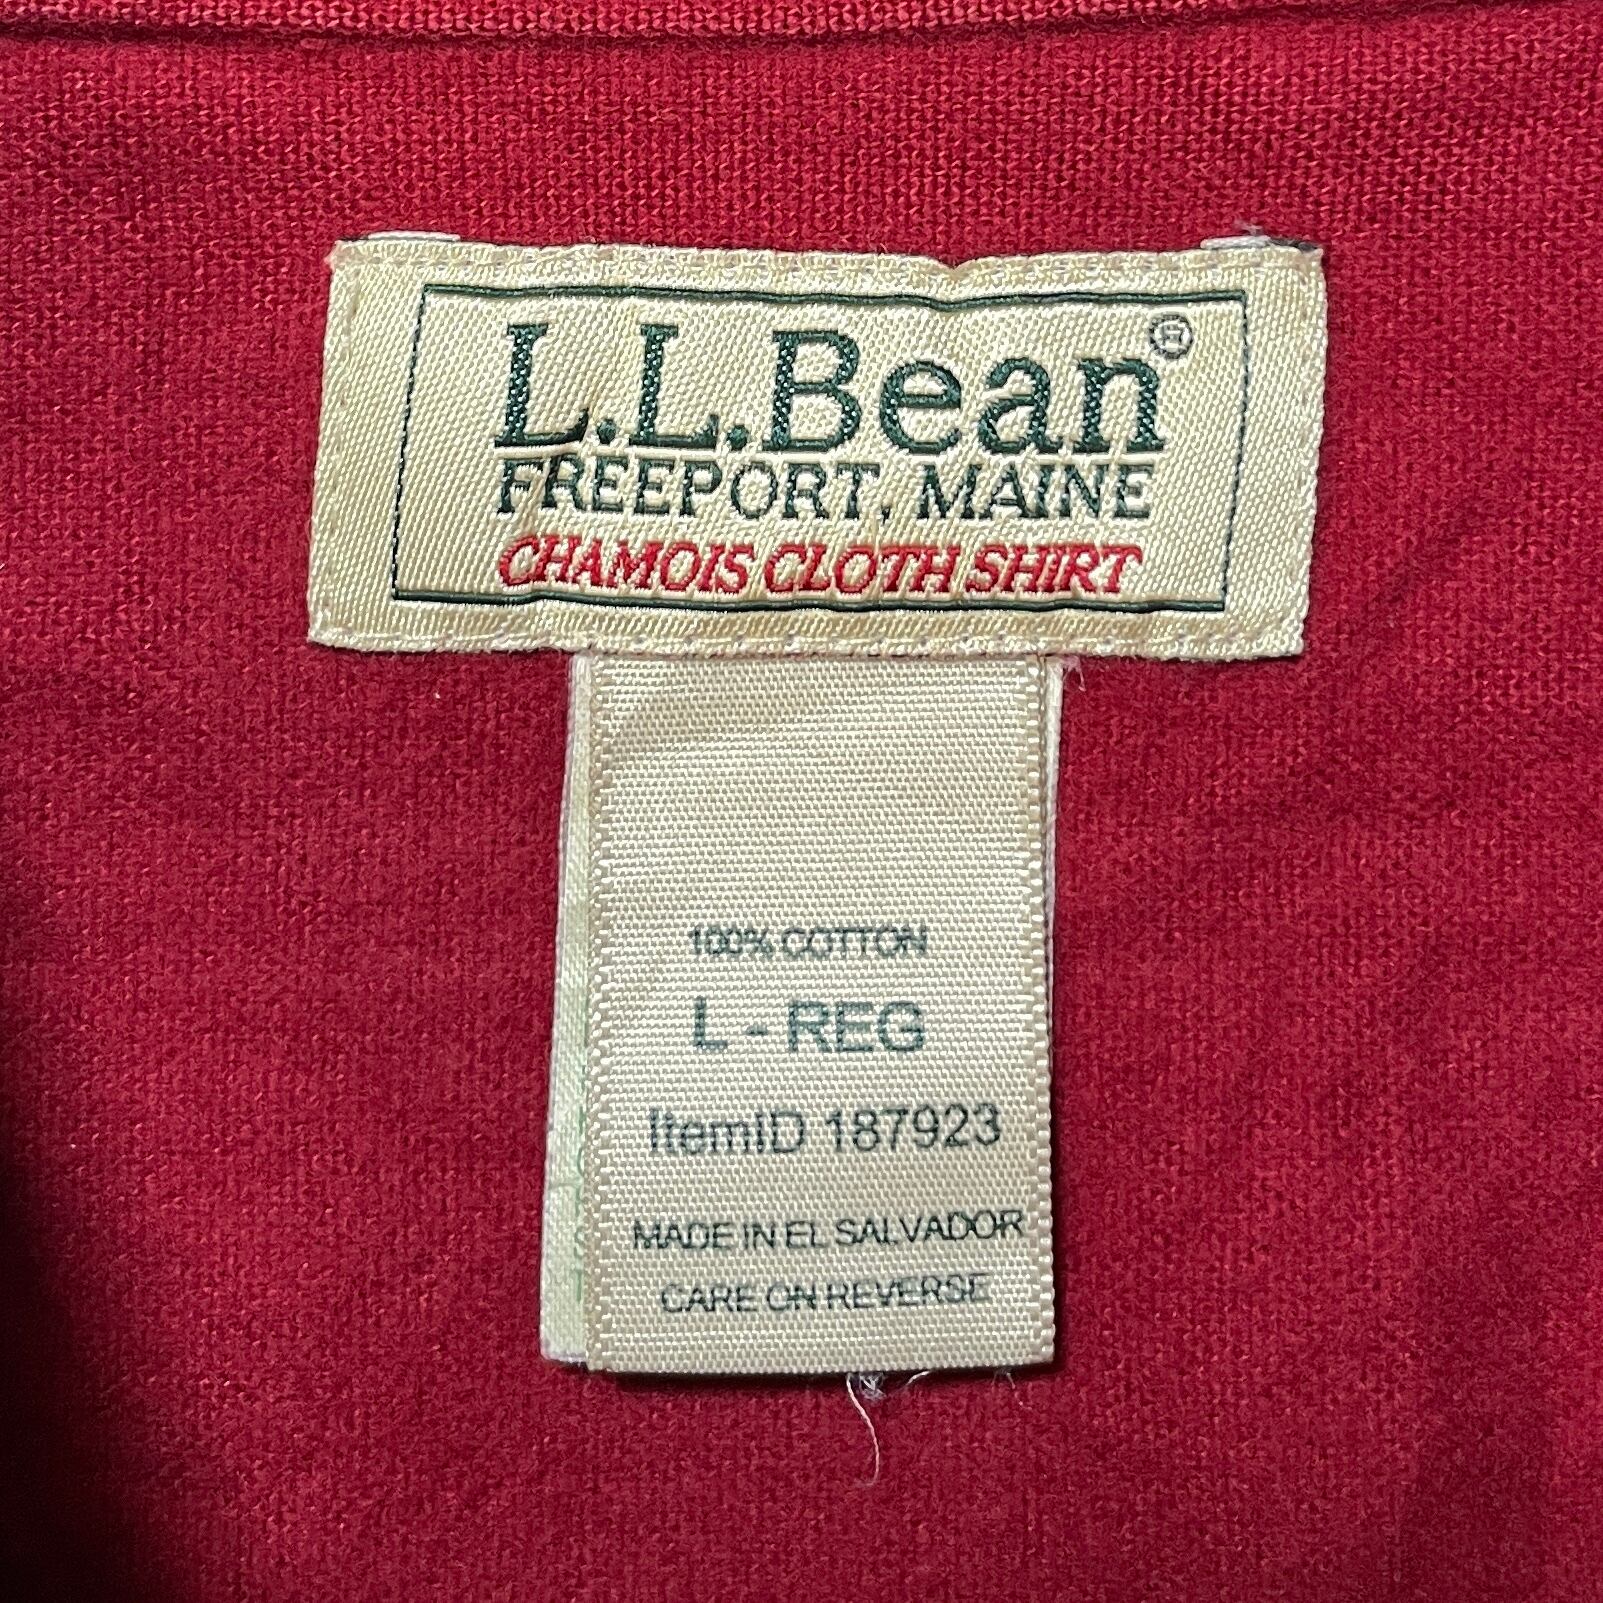 L.L.Bean®
FREEPORT, MAINE
CHAMOIS CLOTH SHIRT
100% COTTON
L - REG
ItemID 187923
MADE IN EL SALVADOR
CARE ON REVERSE